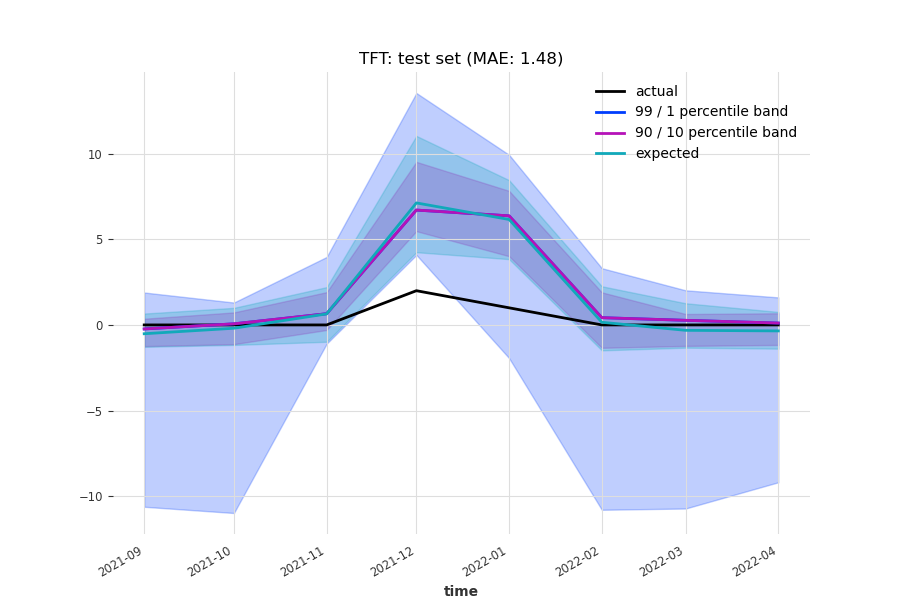 TFT: test set (MAE: 1.48)
actual
99 / 1 percentile band
90 / 10 percentile band
expected
10
5
0
−5
−10
2021-09
2021-10
2021-11
2021-12
2022-01
2022-02
2022-03
2022-04
time